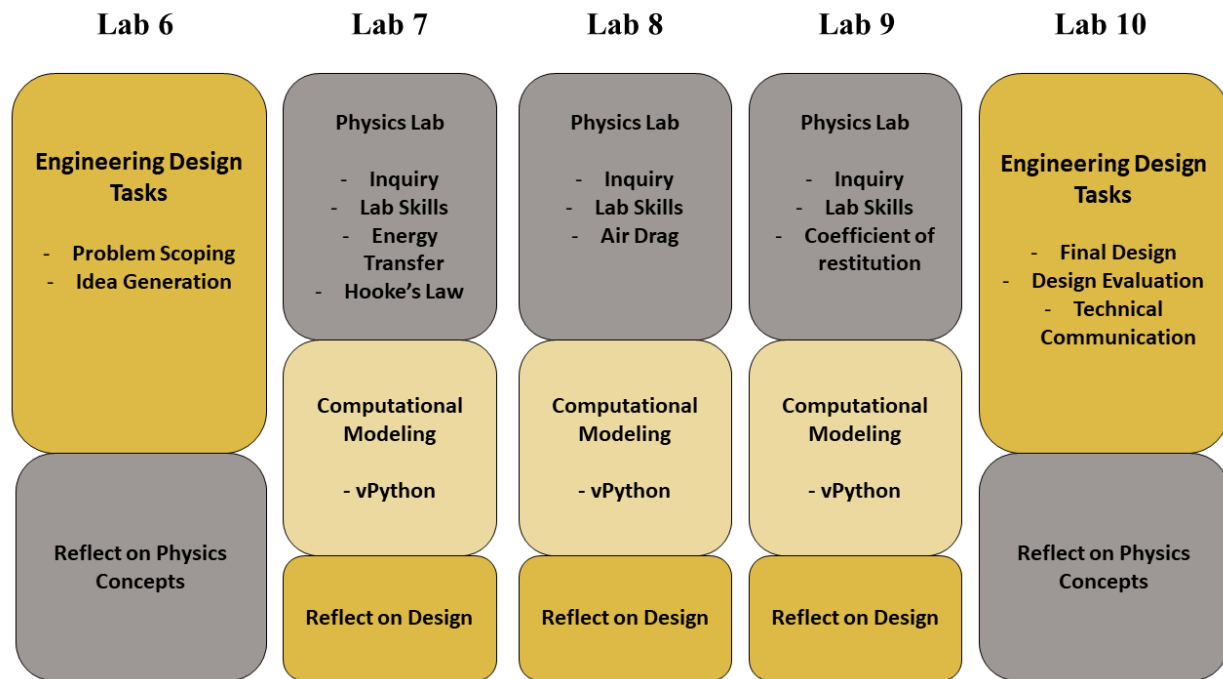 Lab 6
Lab 7
Lab 8
Lab 9
Lab 10
Engineering Design
Tasks
- Problem Scoping
- Idea Generation
Reflect on Physics
Concepts
Physics Lab
- Inquiry
- Lab Skills
- Energy
Transfer
- Hooke's Law
Computational
Modeling
- vPython
Reflect on Design
Physics Lab
- Inquiry
- Lab Skills
- Air Drag
Computational
Modeling
- vPython
Reflect on Design
Physics Lab
- Inquiry
- Lab Skills
- Coefficient of
restitution
Computational
Modeling
- vPython
Reflect on Design
Engineering Design
Tasks
- Final Design
- Design Evaluation
- Technical
Communication
Reflect on Physics
Concepts